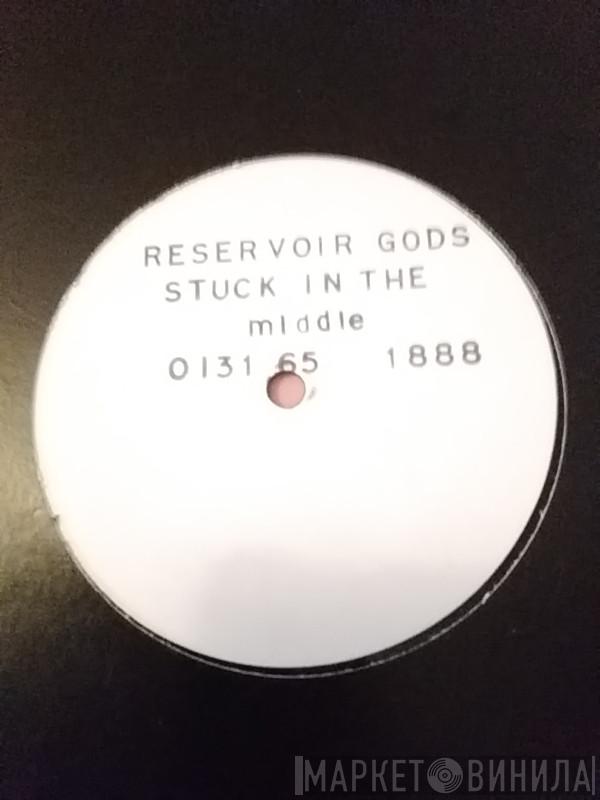 RESERVOIR GODS
STUCK IN THE
middle
0131 65 1888
МАРКЕТ ВИНИЛА